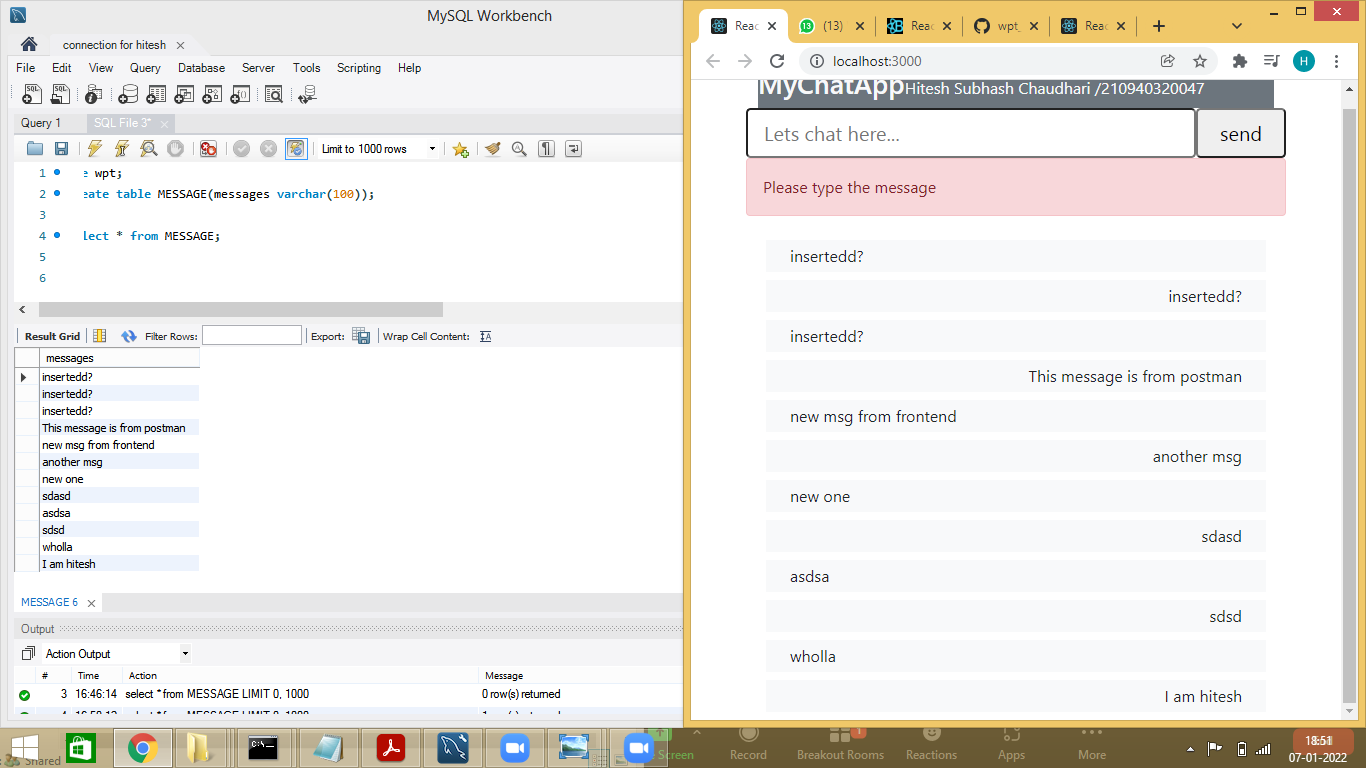 MySQL Workbench
connection for hitesh
File Edit View Query Database Server Tools Scripting Help
Query 1 SQL File 3*
Limit to 1000 rows
1 e wpt;
2 eate table MESSAGE(messages varchar(100));
3
4 lect * from MESSAGE;
5
6
Result Grid Filter Rows: Export: Wrap Cell Content:
messages
insertedd?
insertedd?
insertedd?
This message is from postman
new msg from frontend
another msg
new one
sdasd
asdsa
sdsd
wholla
I am hitesh
MESSAGE 6
Output
Action Output
# Time Action Message
3 16:46:14 select * from MESSAGE LIMIT 0, 1000 0 row(s) returned
Reac (13) Reac wpt_ Reac
localhost:3000 H
MyChatApp Hitesh Subhash Chaudhari /210940320047
Lets chat here... send
Please type the message
insertedd?
insertedd?
insertedd?
This message is from postman
new msg from frontend
another msg
new one
sdasd
asdsa
sdsd
wholla
I am hitesh
Shared Screen Record Breakout Rooms 1 Reactions Apps More
18:51
07-01-2022